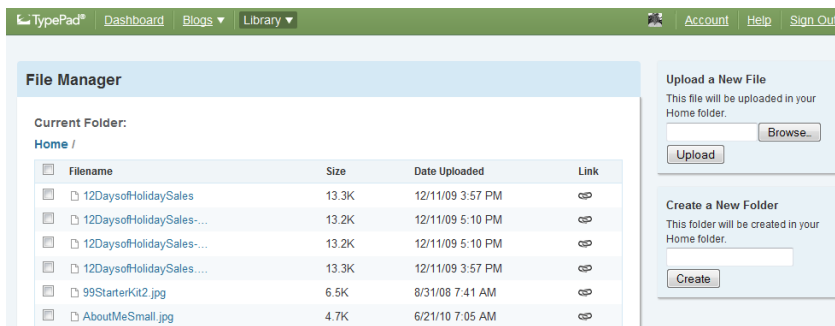 TypePad® Dashboard Blogs ▼ Library ▼ Account Help Sign Out
File Manager
Current Folder:
Home /
Filename Size Date Uploaded Link
12DaysofHolidaySales 13.3K 12/11/09 3:57 PM
12DaysofHolidaySales-... 13.2K 12/11/09 5:10 PM
12DaysofHolidaySales-... 13.2K 12/11/09 5:10 PM
12DaysofHolidaySales.... 13.3K 12/11/09 3:57 PM
99StarterKit2.jpg 6.5K 8/31/08 7:41 AM
AboutMeSmall.jpg 4.7K 6/21/10 7:05 AM
Upload a New File
This file will be uploaded in your
Home folder.
Browse...
Upload
Create a New Folder
This folder will be created in your
Home folder.
Create